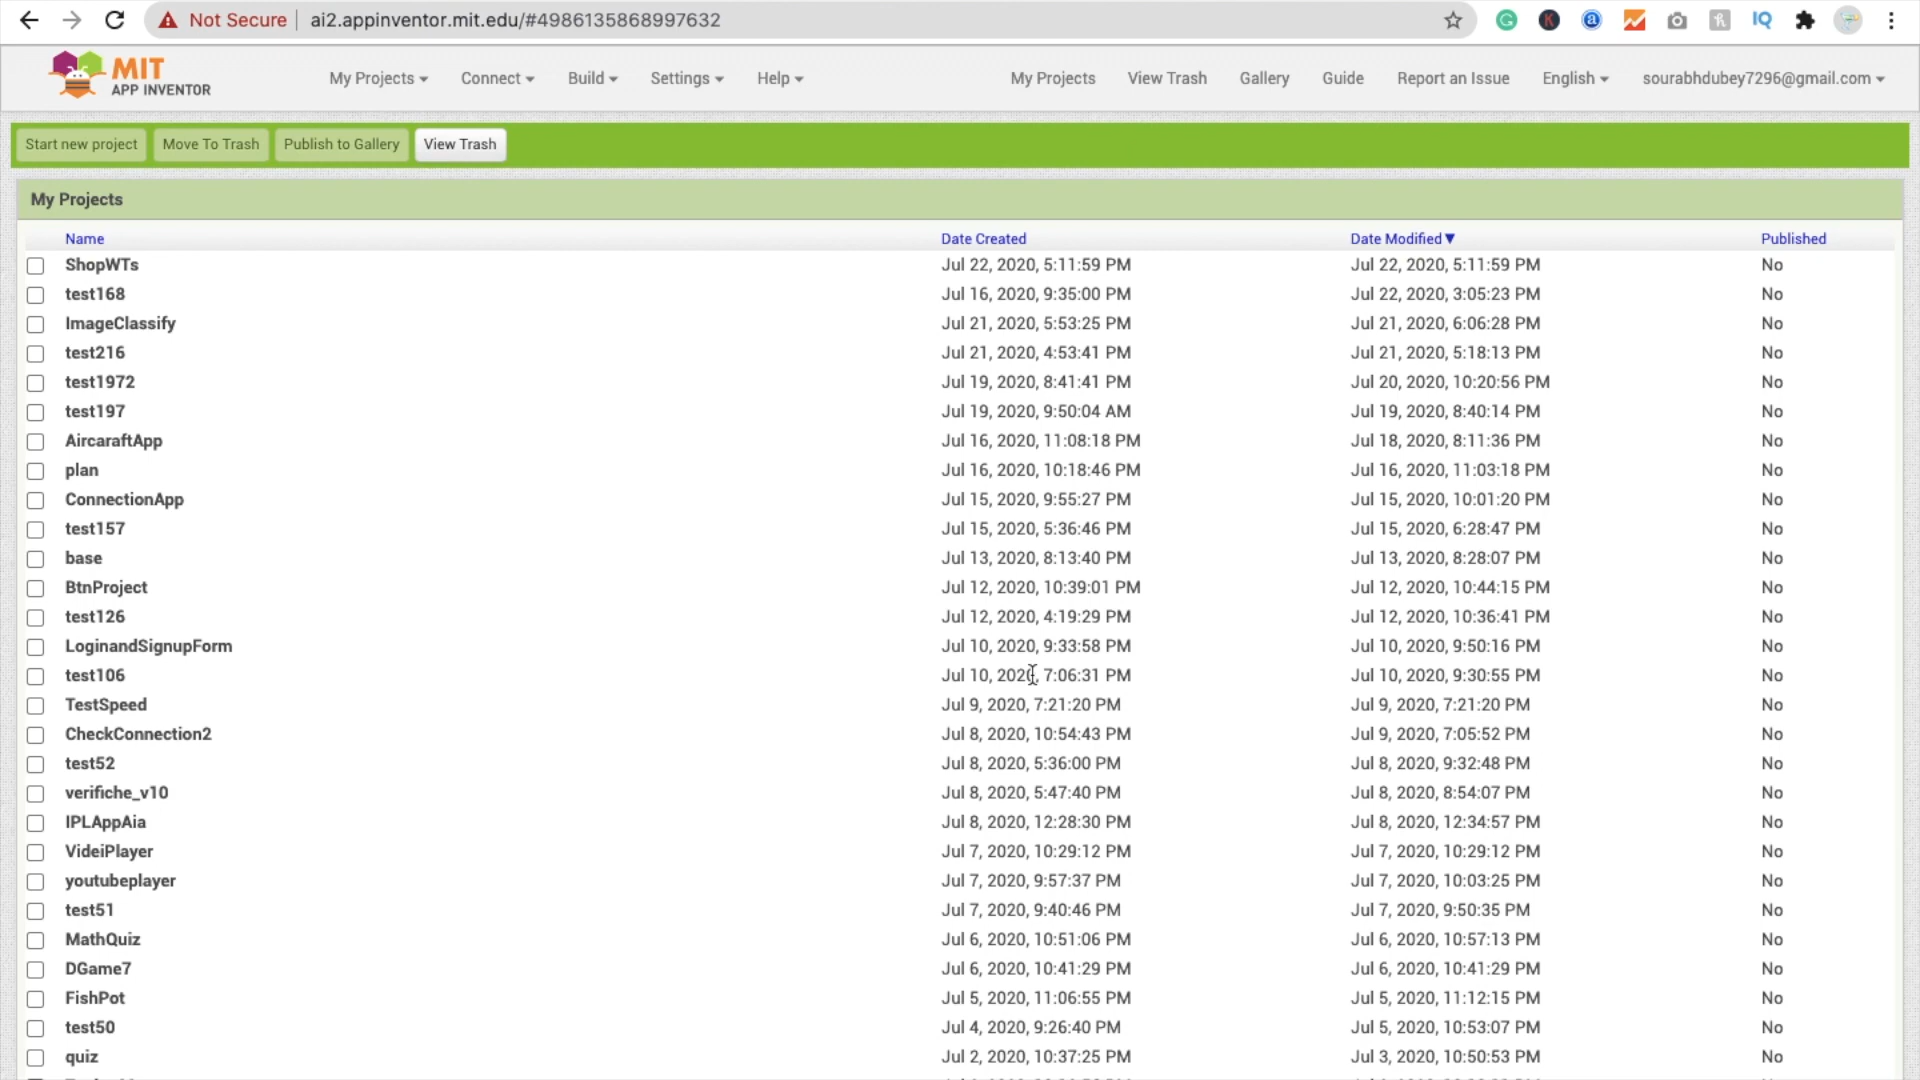 Not Secure ai2.appinventor.mit.edu/#4986135868997632
MIT APP INVENTOR
My Projects Connect Build Settings Help My Projects View Trash Gallery Guide Report an Issue English sourabhdubey7296@gmail.com
Start new project Move To Trash Publish to Gallery View Trash
My Projects
Name Date Created Date Modified▼ Published
ShopWTs Jul 22, 2020, 5:11:59 PM Jul 22, 2020, 5:11:59 PM No
test168 Jul 16, 2020, 9:35:00 PM Jul 22, 2020, 3:05:23 PM No
ImageClassify Jul 21, 2020, 5:53:25 PM Jul 21, 2020, 6:06:28 PM No
test216 Jul 21, 2020, 4:53:41 PM Jul 21, 2020, 5:18:13 PM No
test1972 Jul 19, 2020, 8:41:41 PM Jul 20, 2020, 10:20:56 PM No
test197 Jul 19, 2020, 9:50:04 AM Jul 19, 2020, 8:40:14 PM No
AircaraftApp Jul 16, 2020, 11:08:18 PM Jul 18, 2020, 8:11:36 PM No
plan Jul 16, 2020, 10:18:46 PM Jul 16, 2020, 11:03:18 PM No
ConnectionApp Jul 15, 2020, 9:55:27 PM Jul 15, 2020, 10:01:20 PM No
test157 Jul 15, 2020, 5:36:46 PM Jul 15, 2020, 6:28:47 PM No
base Jul 13, 2020, 8:13:40 PM Jul 13, 2020, 8:28:07 PM No
BtnProject Jul 12, 2020, 10:39:01 PM Jul 12, 2020, 10:44:15 PM No
test126 Jul 12, 2020, 4:19:29 PM Jul 12, 2020, 10:36:41 PM No
LoginandSignupForm Jul 10, 2020, 9:33:58 PM Jul 10, 2020, 9:50:16 PM No
test106 Jul 10, 2020, 7:06:31 PM Jul 10, 2020, 9:30:55 PM No
TestSpeed Jul 9, 2020, 7:21:20 PM Jul 9, 2020, 7:21:20 PM No
CheckConnection2 Jul 8, 2020, 10:54:43 PM Jul 9, 2020, 7:05:52 PM No
test52 Jul 8, 2020, 5:36:00 PM Jul 8, 2020, 9:32:48 PM No
verifiche_v10 Jul 8, 2020, 5:47:40 PM Jul 8, 2020, 8:54:07 PM No
IPLAppAia Jul 8, 2020, 12:28:30 PM Jul 8, 2020, 12:34:57 PM No
VideiPlayer Jul 7, 2020, 10:29:12 PM Jul 7, 2020, 10:29:12 PM No
youtubeplayer Jul 7, 2020, 9:57:37 PM Jul 7, 2020, 10:03:25 PM No
test51 Jul 7, 2020, 9:40:46 PM Jul 7, 2020, 9:50:35 PM No
MathQuiz Jul 6, 2020, 10:51:06 PM Jul 6, 2020, 10:57:13 PM No
DGame7 Jul 6, 2020, 10:41:29 PM Jul 6, 2020, 10:41:29 PM No
FishPot Jul 5, 2020, 11:06:55 PM Jul 5, 2020, 11:12:15 PM No
test50 Jul 4, 2020, 9:26:40 PM Jul 5, 2020, 10:53:07 PM No
quiz Jul 2, 2020, 10:37:25 PM Jul 3, 2020, 10:50:53 PM No